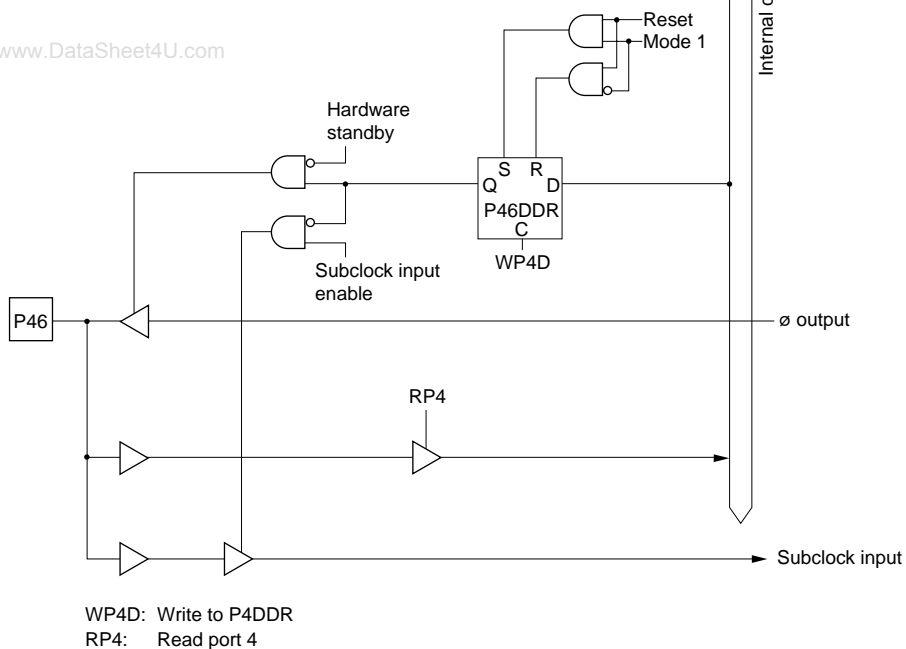 Reset
Mode 1
www.DataSheet4U.com
Internal
Hardware
standby
S R
Q D
P46DDR
C
WP4D
Subclock input
enable
P46
ø output
RP4
Subclock input
WP4D: Write to P4DDR
RP4: Read port 4